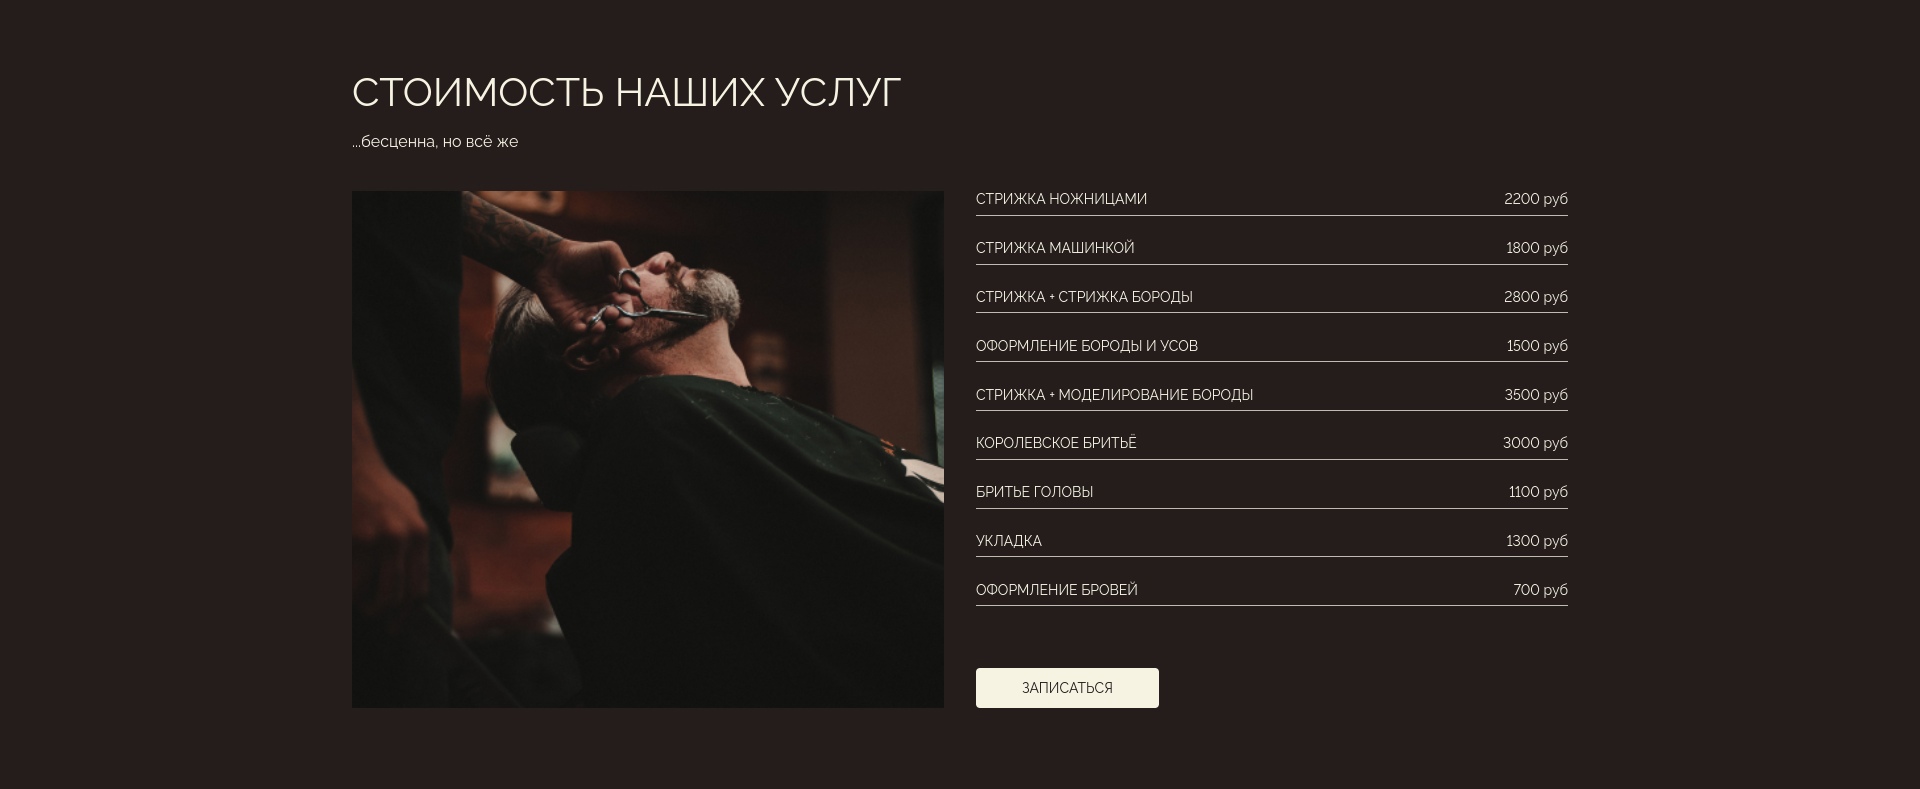 СТОИМОСТЬ НАШИХ УСЛУГ
...бесценна, но всё же
СТРИЖКА НОЖНИЦАМИ 2200 руб
СТРИЖКА МАШИНКОЙ 1800 руб
СТРИЖКА + СТРИЖКА БОРОДЫ 2800 руб
ОФОРМЛЕНИЕ БОРОДЫ И УСОВ 1500 руб
СТРИЖКА + МОДЕЛИРОВАНИЕ БОРОДЫ 3500 руб
КОРОЛЕВСКОЕ БРИТЬЁ 3000 руб
БРИТЬЕ ГОЛОВЫ 1100 руб
УКЛАДКА 1300 руб
ОФОРМЛЕНИЕ БРОВЕЙ 700 руб
ЗАПИСАТЬСЯ